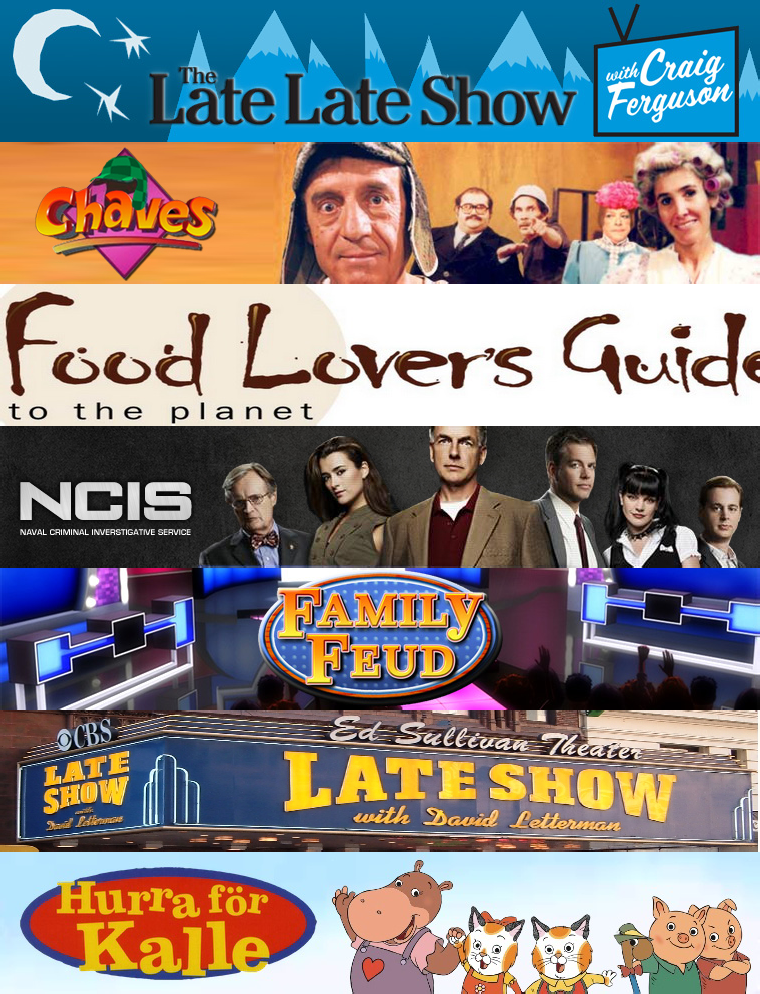 The
Late Late Show
with Craig
Ferguson
Chaves
Food Lover's Guide
to the planet
NCIS
NAVAL CRIMINAL INVERSTIGATIVE SERVICE
FAMILY
FEUD
CBS
Ed Sullivan Theater
LATE
SHOW
with
David Letterman
LATE SHOW
with David Letterman
Hurra för
Kalle